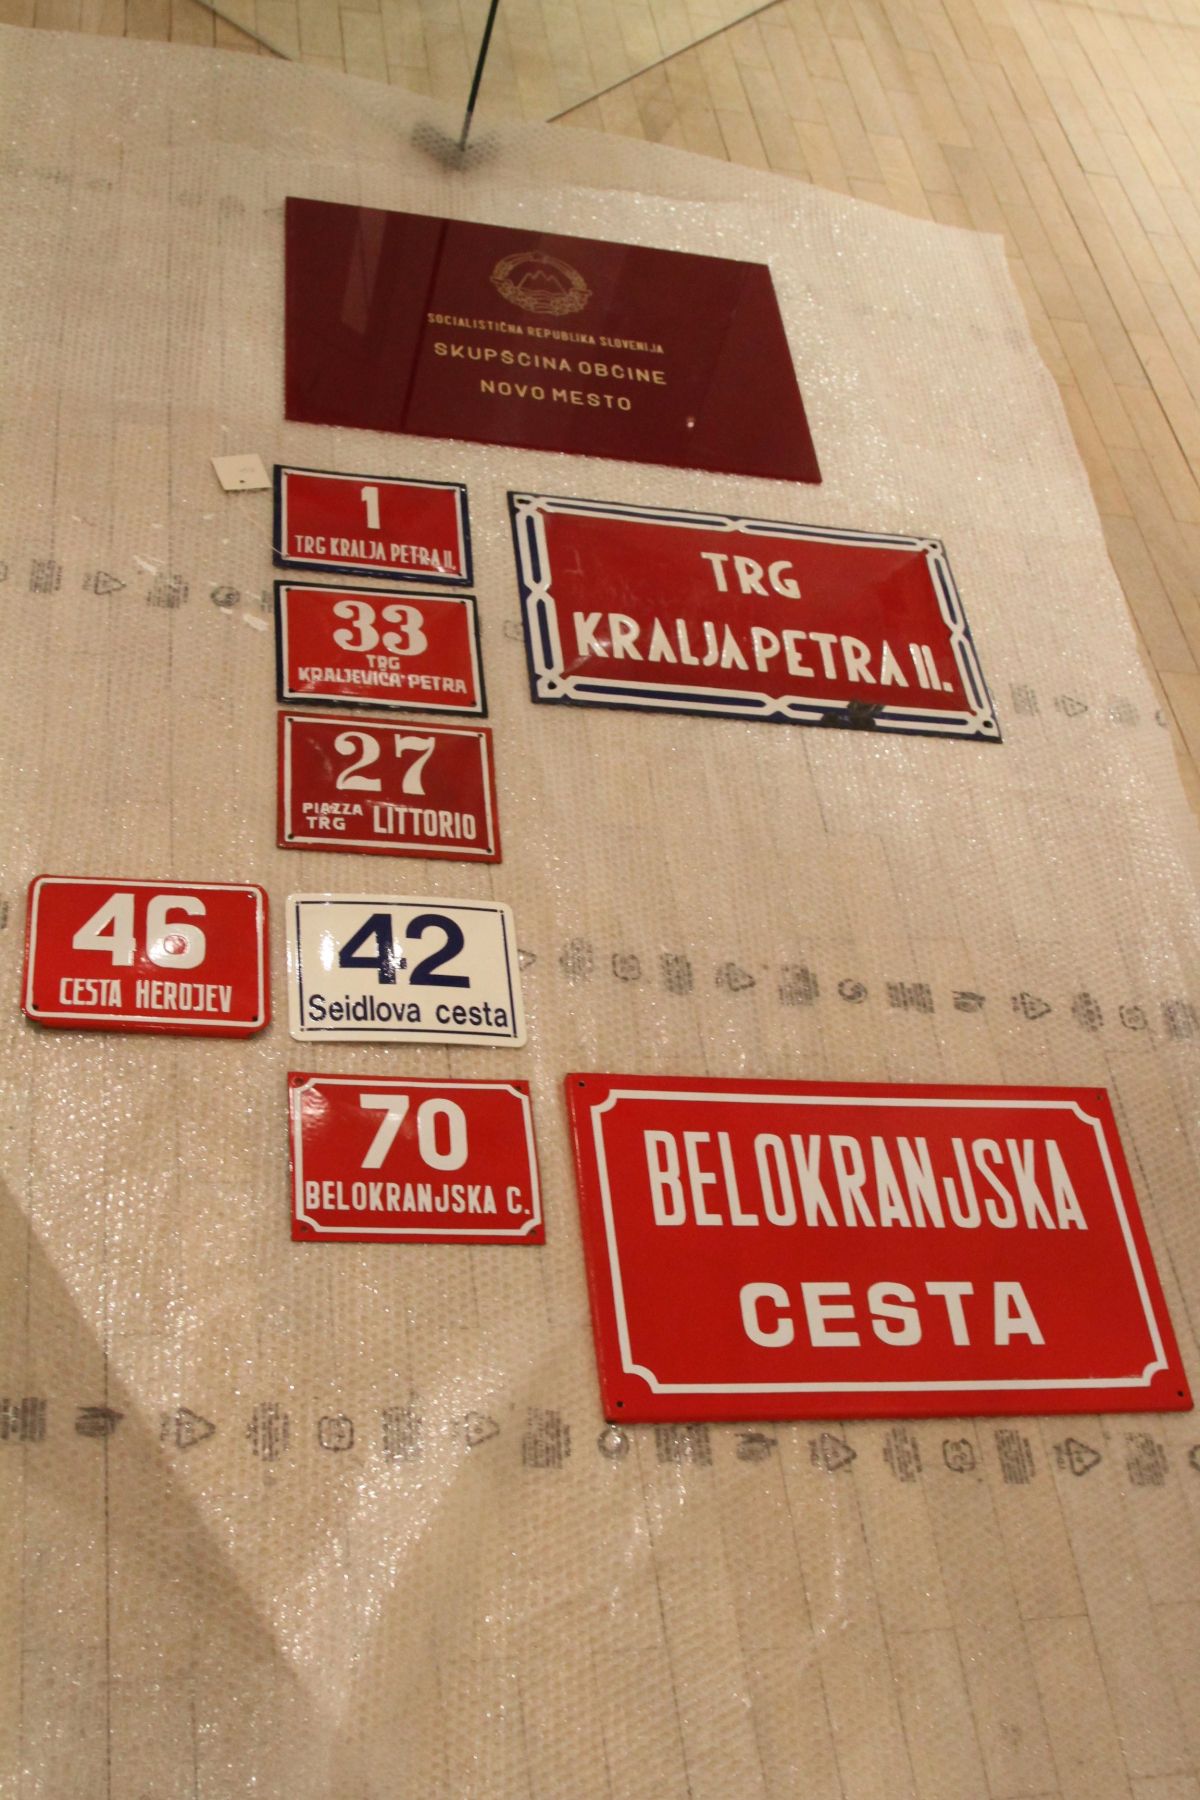 SOCIALISTIČNA REPUBLIKA SLOVENIJA
SKUPŠČINA OBČINE
NOVO MESTO
1
TRG KRALJA PETRA II.
TRG
KRALJA PETRA II.
33
TRG
KRALJEVIČA PETRA
27
PIAZZA
TRG LITTORIO
46
CESTA HEROJEV
42
Seidlova cesta
70
BELOKRANJSKA C.
BELOKRANJSKA
CESTA